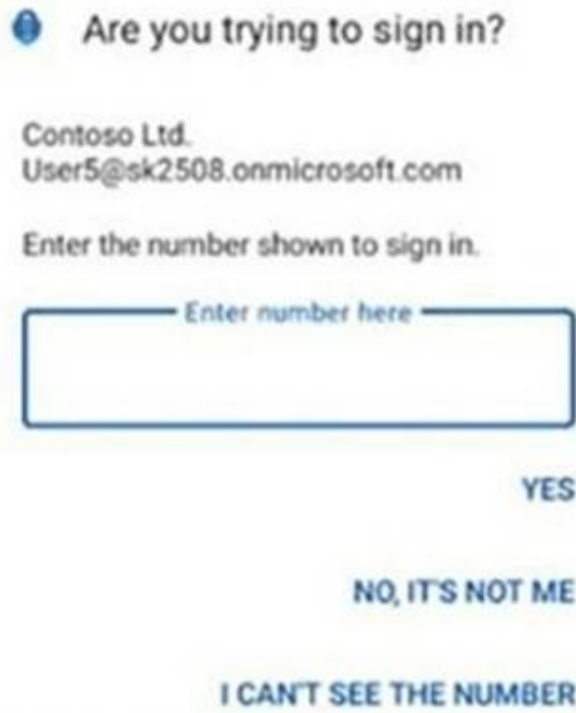 Are you trying to sign in?
Contoso Ltd.
User5@sk2508.onmicrosoft.com
Enter the number shown to sign in.
Enter number here
YES
NO, IT'S NOT ME
I CAN'T SEE THE NUMBER